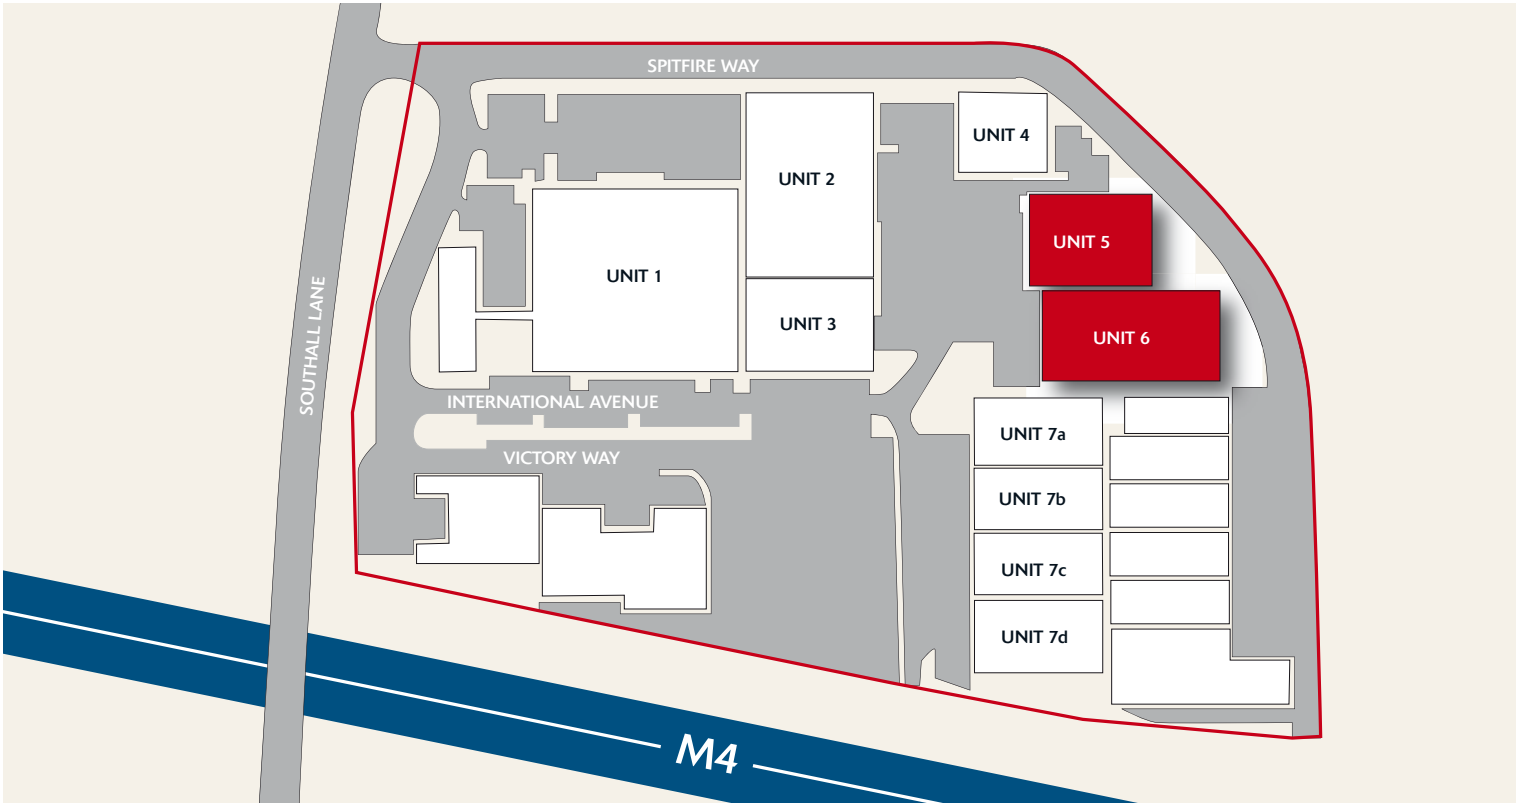 SPITFIRE WAY
UNIT 4
UNIT 2
UNIT 5
UNIT 1
UNIT 3
UNIT 6
SOUTHALL LANE
INTERNATIONAL AVENUE
VICTORY WAY
UNIT 7a
UNIT 7b
UNIT 7c
UNIT 7d
M4